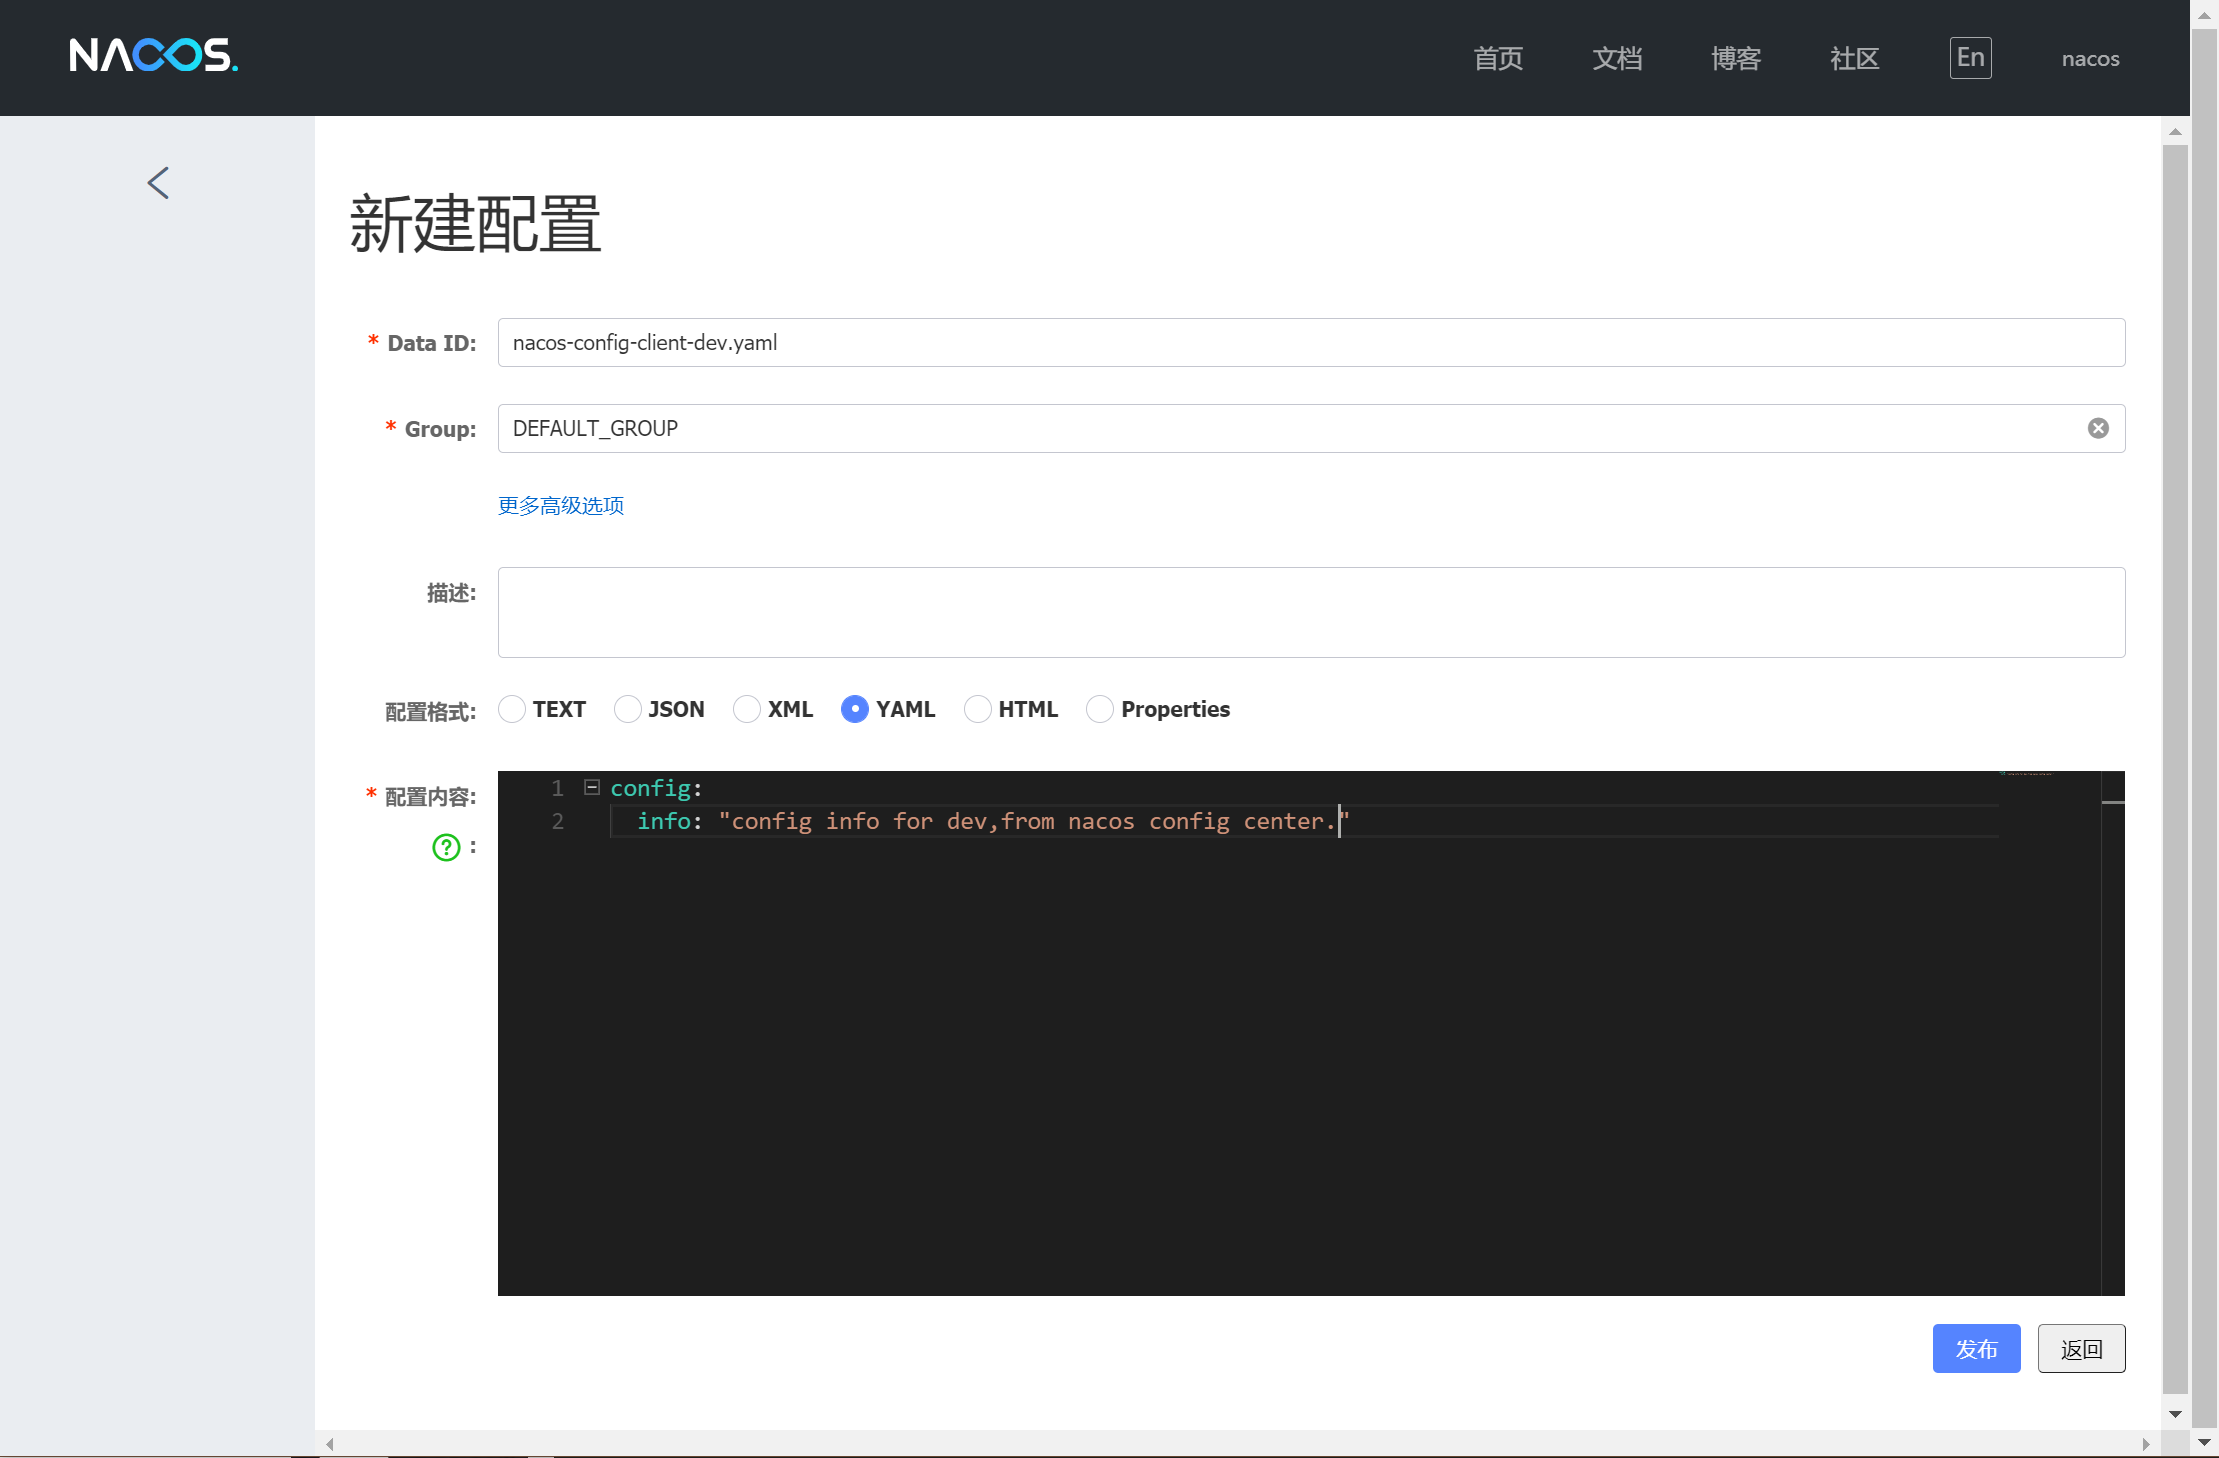 NACOS.
首页 文档 博客 社区 En nacos
新建配置
* Data ID: nacos-config-client-dev.yaml
* Group: DEFAULT_GROUP
更多高级选项
描述:
配置格式: TEXT JSON XML YAML HTML Properties
* 配置内容: 1 config:
? : 2 info: "config info for dev,from nacos config center."
发布 返回